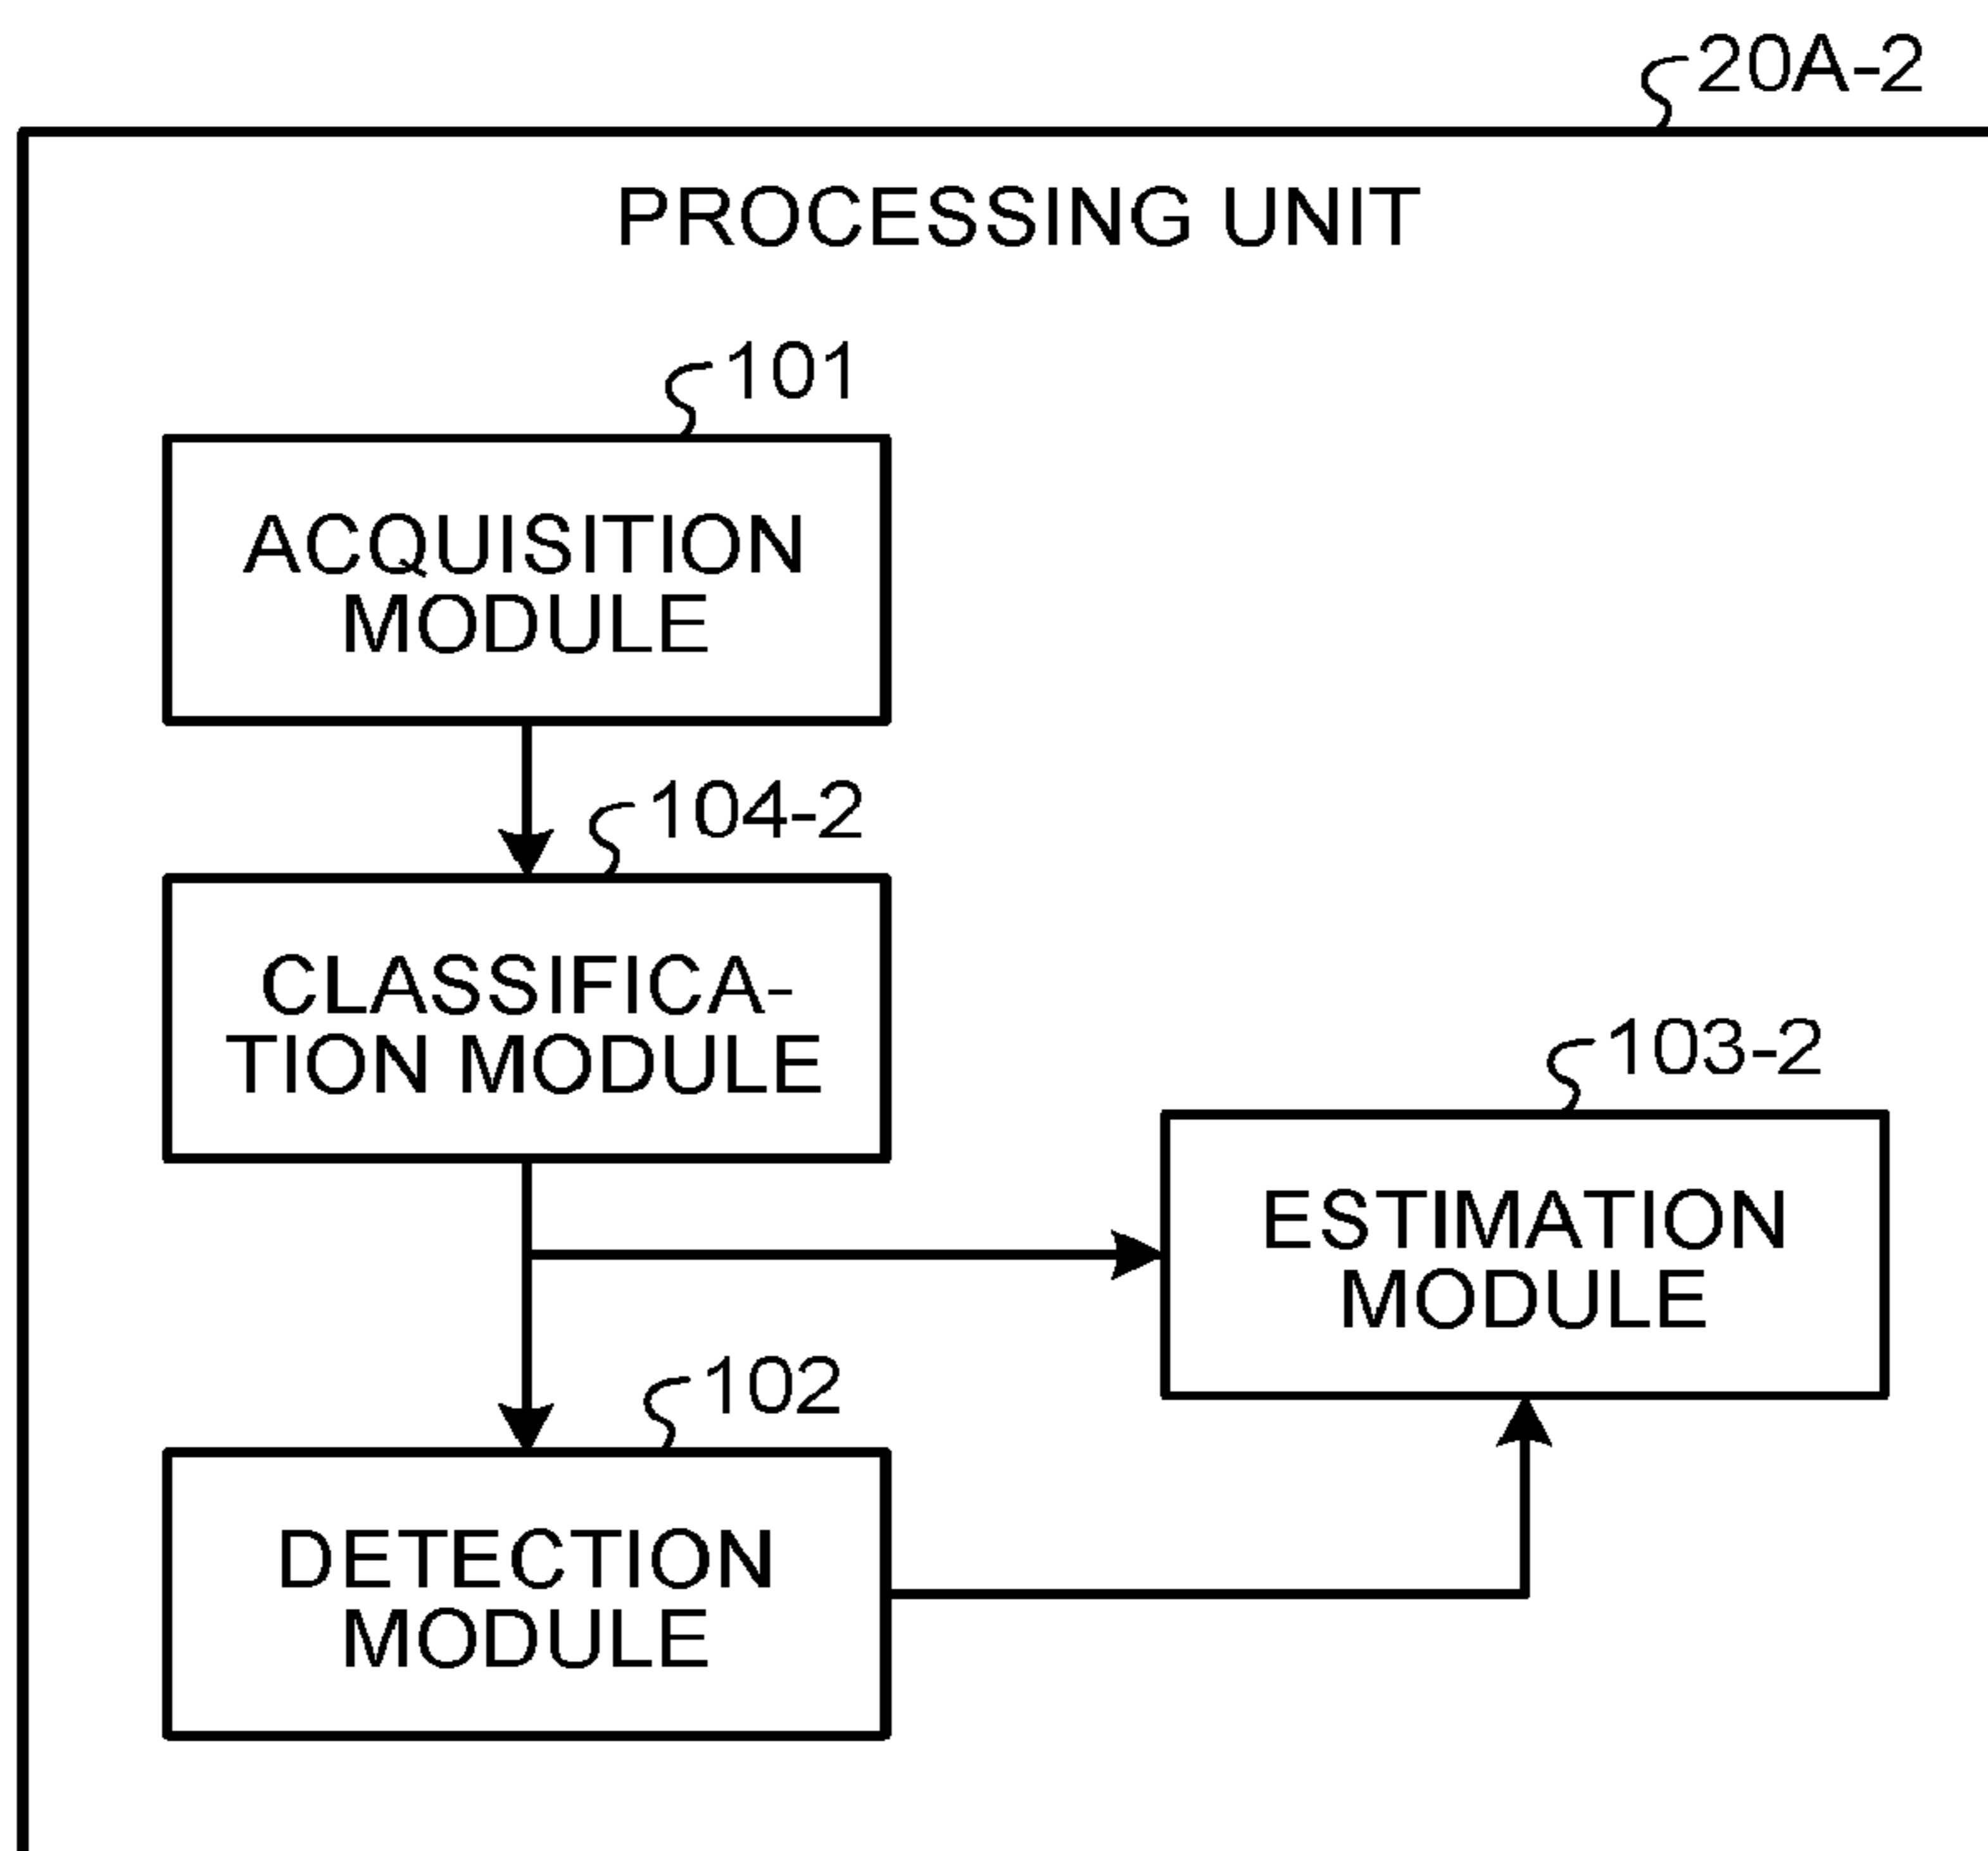 20A-2
PROCESSING UNIT
101
ACQUISITION
MODULE
104-2
CLASSIFICA-
TION MODULE
103-2
ESTIMATION
MODULE
102
DETECTION
MODULE